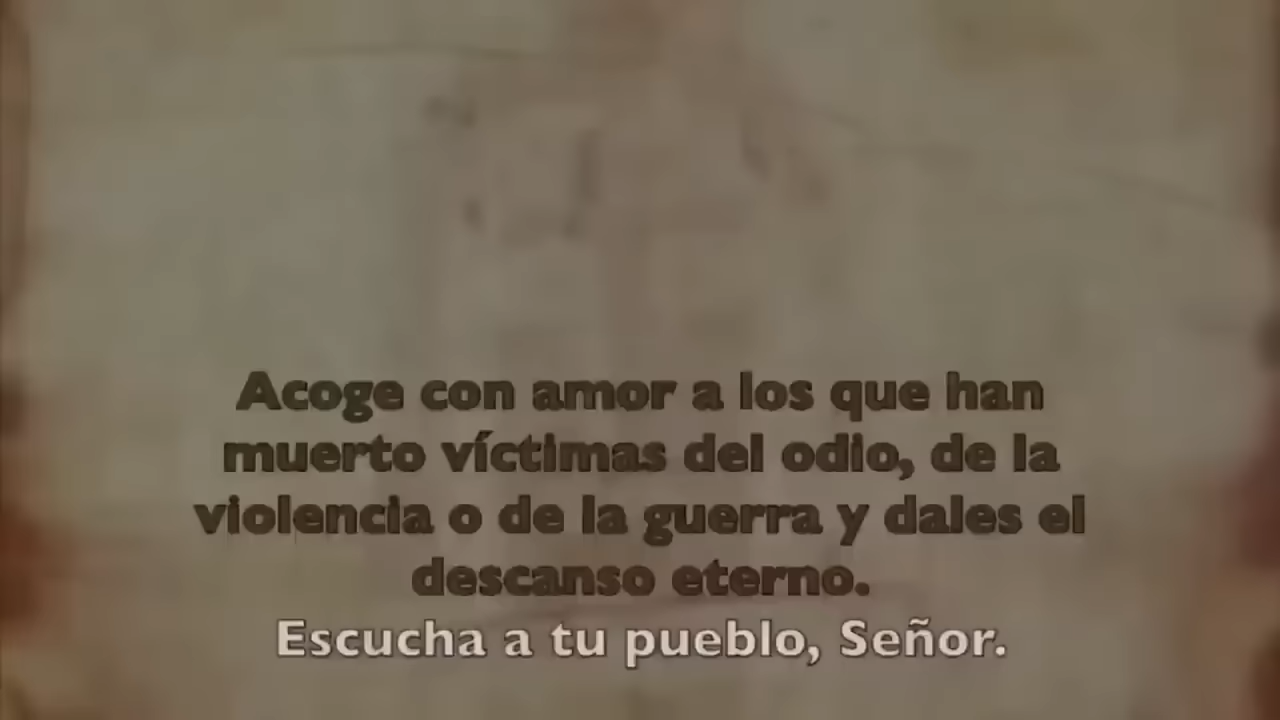 Acoge con amor a los que han
muerto víctimas del odio, de la
violencia o de la guerra y dales el
descanso eterno.
Escucha a tu pueblo, Señor.